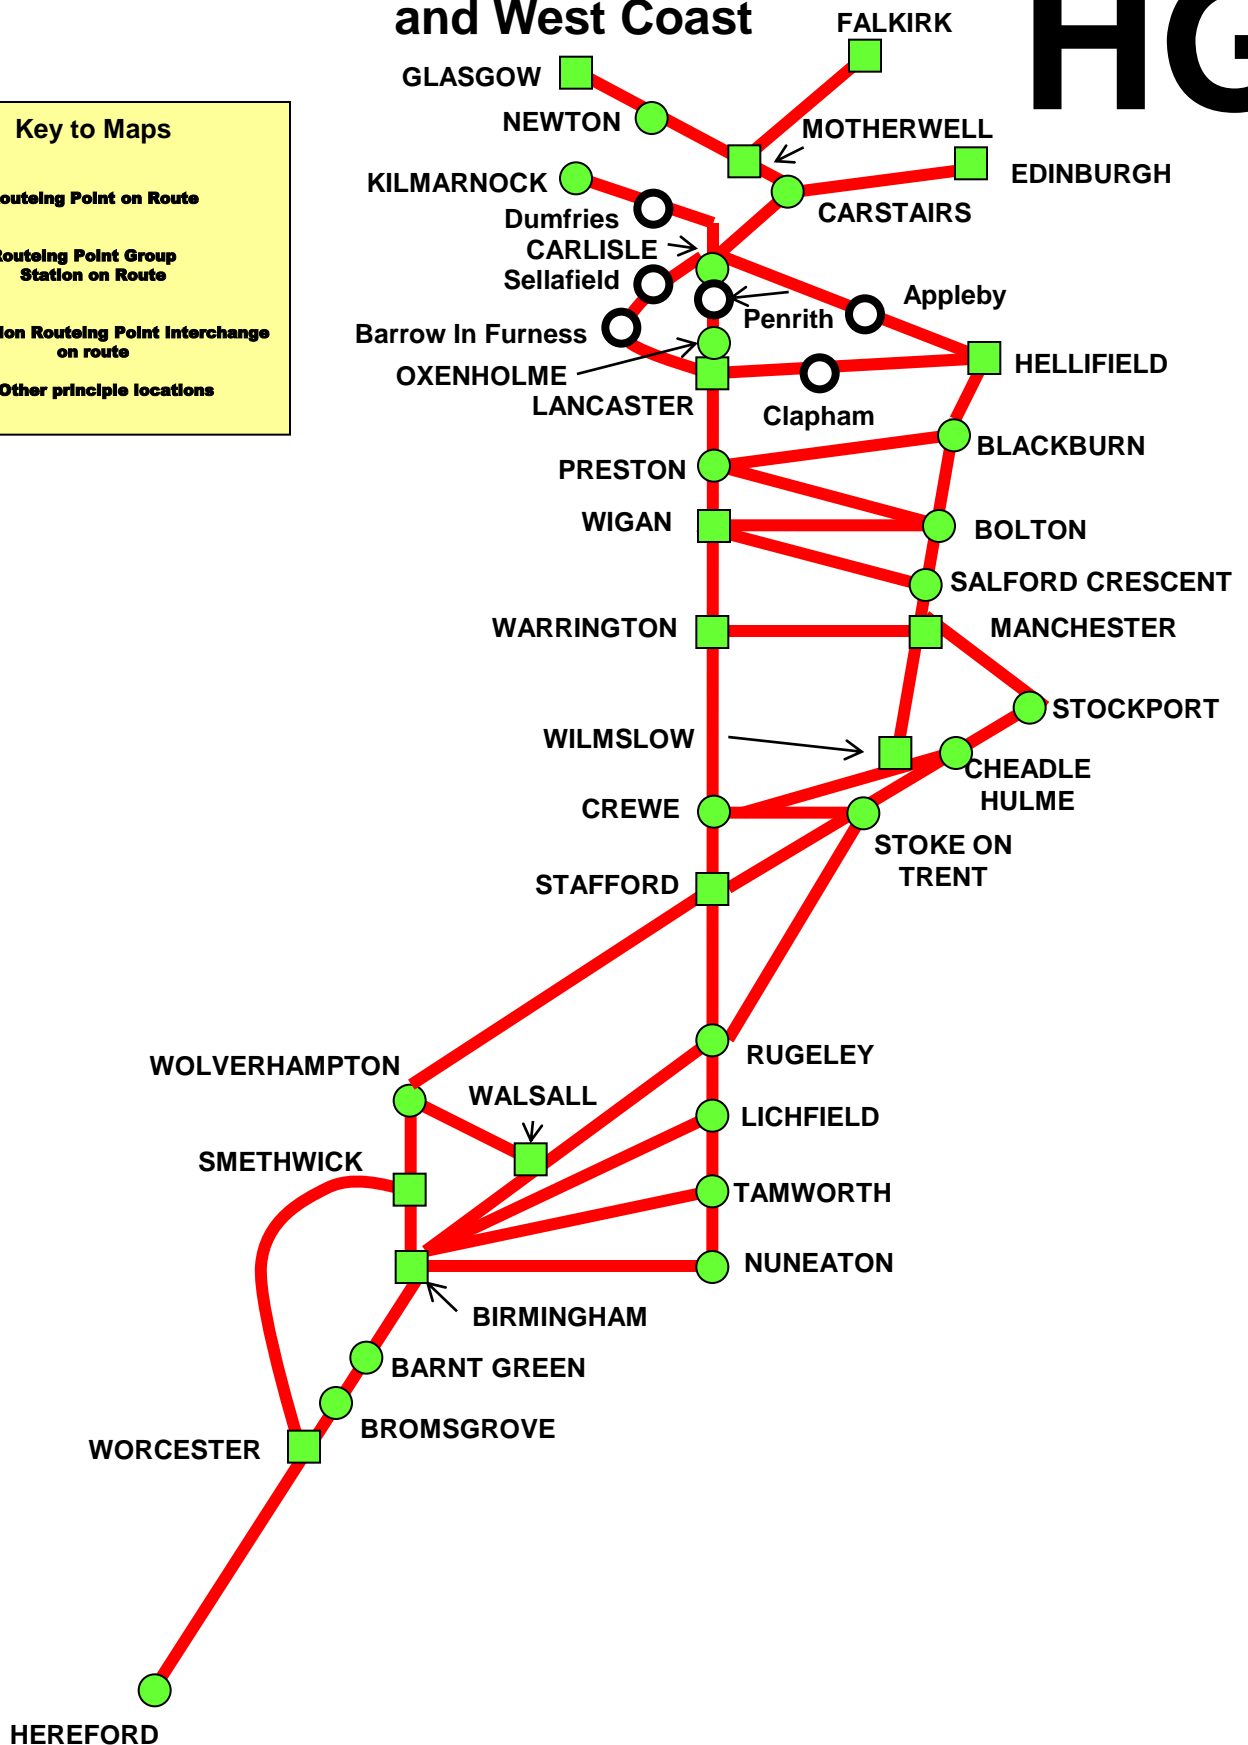 and West Coast
HG
FALKIRK
GLASGOW
NEWTON
MOTHERWELL
Key to Maps
outeing Point on Route
Routeing Point Group
Station on Route
ion Routeing Point Interchange
on route
Other principle locations
KILMARNOCK
EDINBURGH
Dumfries
CARSTAIRS
CARLISLE
Sellafield
Appleby
Penrith
Barrow In Furness
HELLIFIELD
OXENHOLME
LANCASTER
Clapham
BLACKBURN
PRESTON
WIGAN
BOLTON
SALFORD CRESCENT
WARRINGTON
MANCHESTER
STOCKPORT
WILMSLOW
CHEADLE
HULME
CREWE
STOKE ON
TRENT
STAFFORD
RUGELEY
WOLVERHAMPTON
WALSALL
LICHFIELD
SMETHWICK
TAMWORTH
NUNEATON
BIRMINGHAM
BARNT GREEN
BROMSGROVE
WORCESTER
HEREFORD